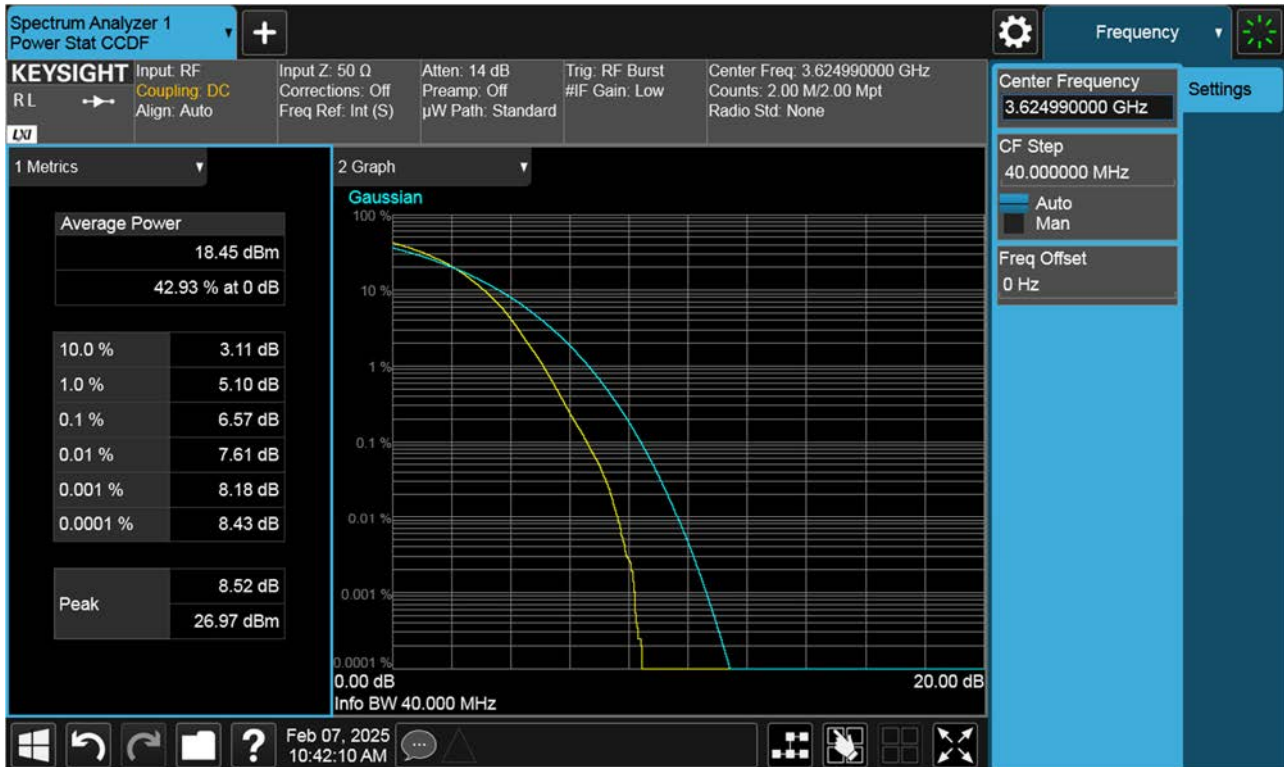 Spectrum Analyzer 1
Power Stat CCDF
Frequency
KEYSIGHT
RL
LXI
Input: RF
Coupling: DC
Align: Auto
Input Z: 50 Ω
Corrections: Off
Freq Ref: Int (S)
Atten: 14 dB
Preamp: Off
µW Path: Standard
Trig: RF Burst
#IF Gain: Low
Center Freq: 3.624990000 GHz
Counts: 2.00 M/2.00 Mpt
Radio Std: None
Center Frequency
3.624990000 GHz
Settings
CF Step
40.000000 MHz
Auto
Man
Freq Offset
0 Hz
1 Metrics
Average Power
18.45 dBm
42.93 % at 0 dB
10.0 % 3.11 dB
1.0 % 5.10 dB
0.1 % 6.57 dB
0.01 % 7.61 dB
0.001 % 8.18 dB
0.0001 % 8.43 dB
Peak
8.52 dB
26.97 dBm
2 Graph
Gaussian
100 %
10 %
1 %
0.1 %
0.01 %
0.001 %
0.0001 %
0.00 dB 20.00 dB
Info BW 40.000 MHz
?
Feb 07, 2025
10:42:10 AM